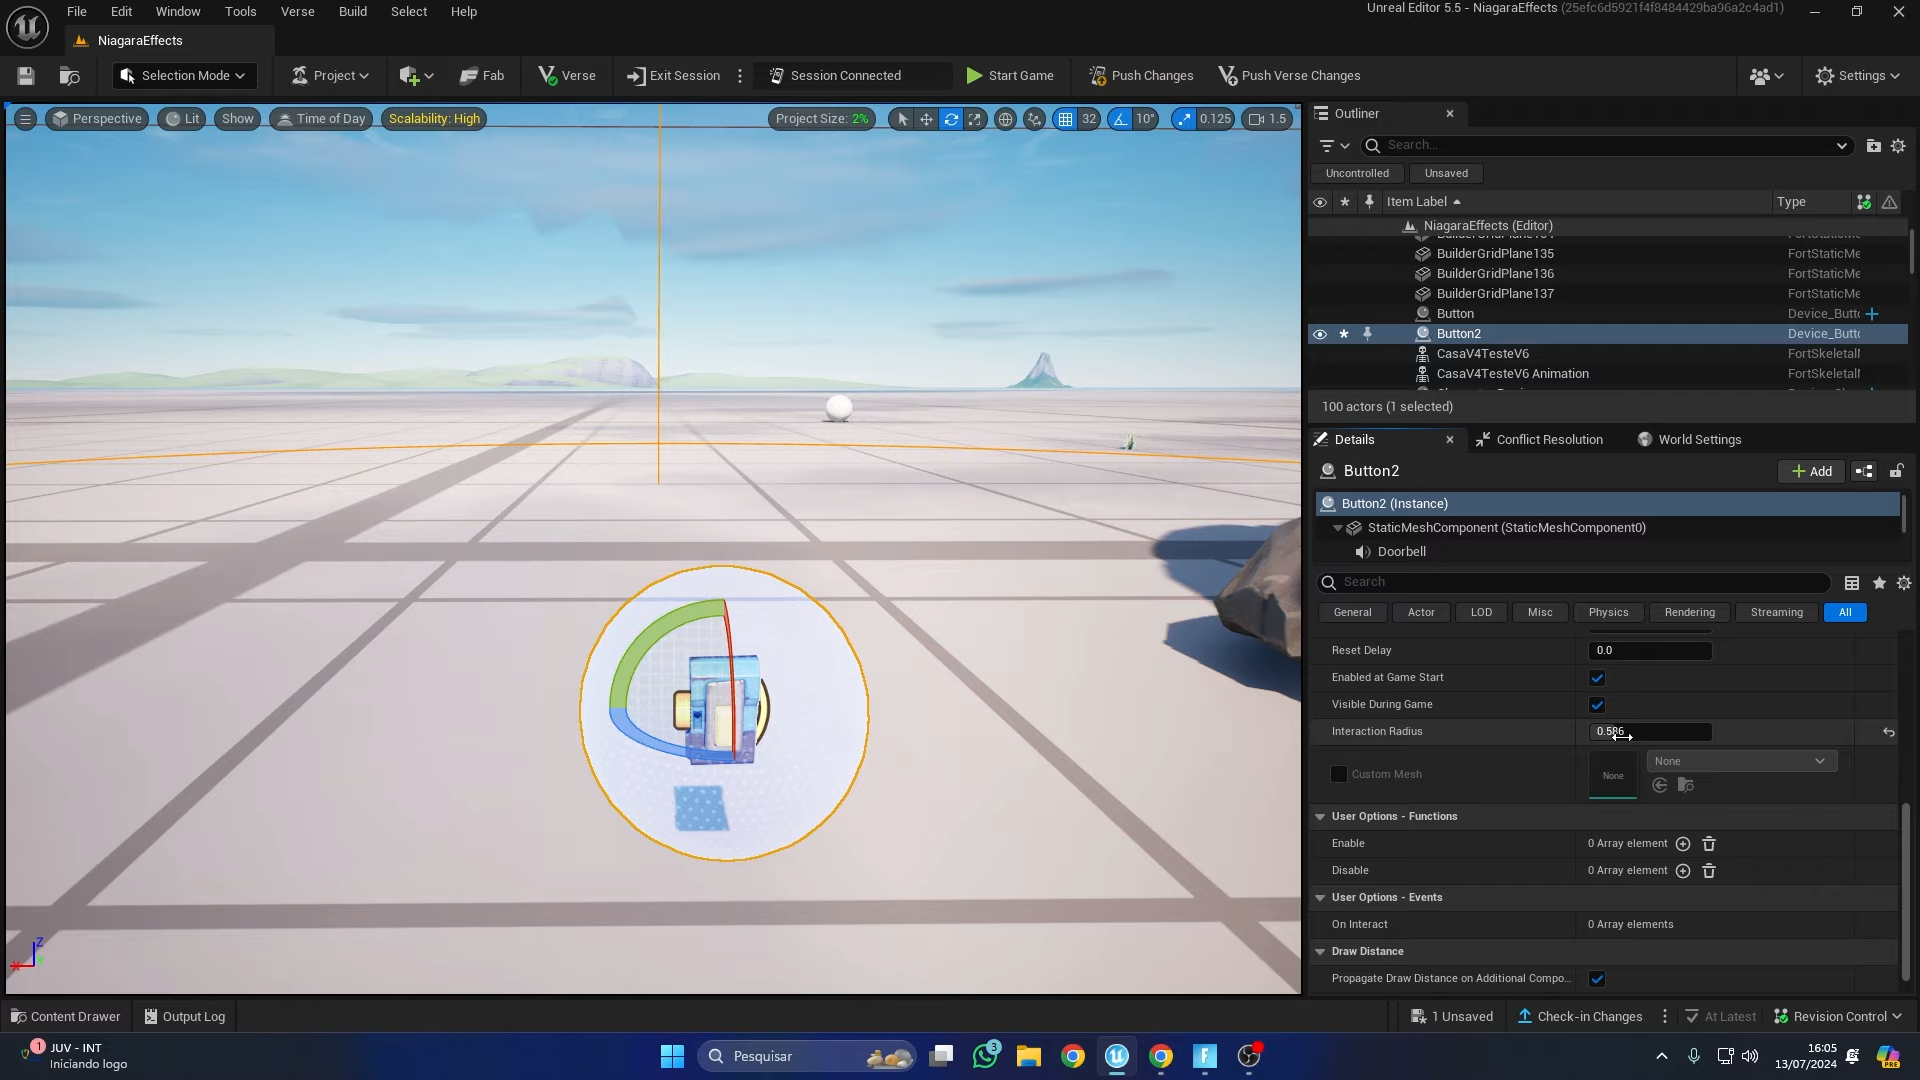 File Edit Window Tools Verse Build Select Help
Unreal Editor 5.5 - NiagaraEffects (25efc6d5921f4f8484429ba96a2c4ad1)
NiagaraEffects
Selection Mode Project Fab Verse Exit Session Session Connected Start Game Push Changes Push Verse Changes Settings
Perspective Lit Show Time of Day Scalability: High Project Size: 2% 32 10° 0.125 1.5
Outliner
Search...
Uncontrolled Unsaved
Item Label Type
NiagaraEffects (Editor)
BuilderGridPlane135 FortStaticMe
BuilderGridPlane136 FortStaticMe
BuilderGridPlane137 FortStaticMe
Button Device_Butt
Button2 Device_Butt
CasaV4TesteV6 FortSkeletal
CasaV4TesteV6 Animation FortSkeletal
100 actors (1 selected)
Details Conflict Resolution World Settings
Button2 Add
Button2 (Instance)
StaticMeshComponent (StaticMeshComponent0)
Doorbell
Search
General Actor LOD Misc Physics Rendering Streaming All
Reset Delay 0.0
Enabled at Game Start
Visible During Game
Interaction Radius 0.586
Custom Mesh None None
User Options - Functions
Enable 0 Array element
Disable 0 Array element
User Options - Events
On Interact 0 Array elements
Draw Distance
Propagate Draw Distance on Additional Compo...
Z
X
Content Drawer Output Log 1 Unsaved Check-in Changes At Latest Revision Control
1 JUV - INT
Iniciando logo
Pesquisar
3
16:05
13/07/2024
PRE